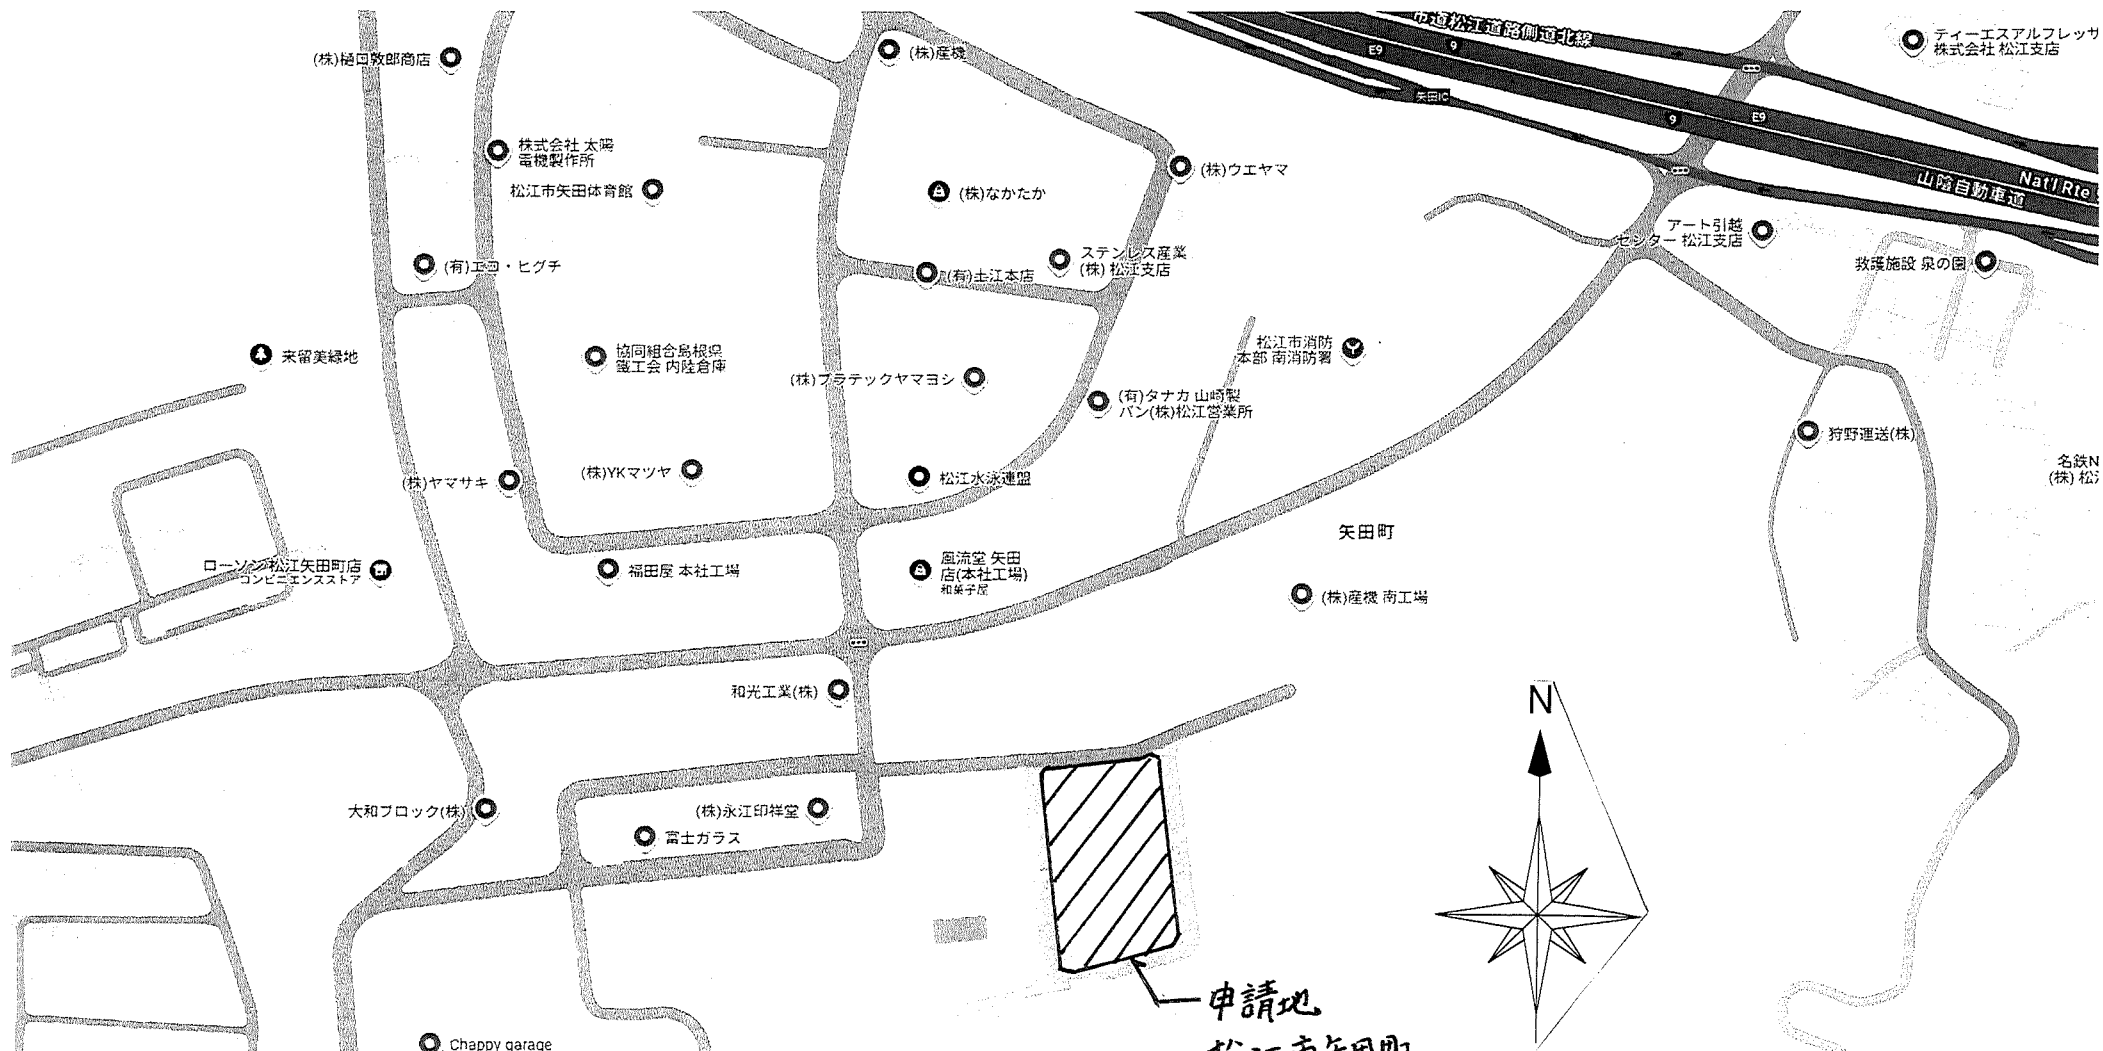 市道松江道路側道北線
ティーエスアルフレッサ
株式会社 松江支店
(株)樋口敦郎商店
(株)産機
E9
9
矢田IC
9
E9
株式会社 太陽
電機製作所
松江市矢田体育館
(株)なかたか
(株)ウエヤマ
山陰自動車道
Nat'l Rte
アート引越
センター 松江支店
救護施設 泉の園
(有)エコ・ヒグチ
(有)土江本店
ステンレス産業
(株) 松江支店
来留美緑地
協同組合島根県
鐵工会 内陸倉庫
(株)プラテックヤマヨシ
松江市消防
本部 南消防署
(有)タナカ 山崎製
パン(株)松江営業所
狩野運送(株)
名鉄N
(株) 松江
(株)ヤマサキ
(株)YKマツヤ
松江水泳連盟
矢田町
ローソン 松江矢田町店
コンビニエンスストア
福田屋 本社工場
風流堂 矢田
店(本社工場)
和菓子屋
(株)産機 南工場
和光工業(株)
N
大和ブロック(株)
(株)永江印祥堂
富士ガラス
申請地
松江市矢田町
Chappy garage